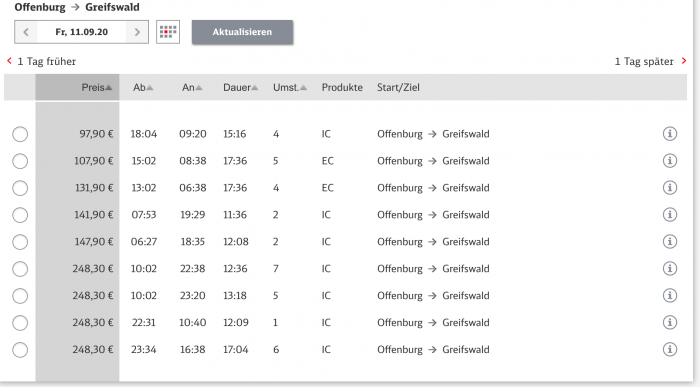 Offenburg → Greifswald
Fr, 11.09.20 Aktualisieren
1 Tag früher 1 Tag später
Preis Ab An Dauer Umst. Produkte Start/Ziel
97,90 € 18:04 09:20 15:16 4 IC Offenburg → Greifswald
107,90 € 15:02 08:38 17:36 5 EC Offenburg → Greifswald
131,90 € 13:02 06:38 17:36 4 EC Offenburg → Greifswald
141,90 € 07:53 19:29 11:36 2 IC Offenburg → Greifswald
147,90 € 06:27 18:35 12:08 2 IC Offenburg → Greifswald
248,30 € 10:02 22:38 12:36 7 IC Offenburg → Greifswald
248,30 € 10:02 23:20 13:18 5 IC Offenburg → Greifswald
248,30 € 22:31 10:40 12:09 1 IC Offenburg → Greifswald
248,30 € 23:34 16:38 17:04 6 IC Offenburg → Greifswald